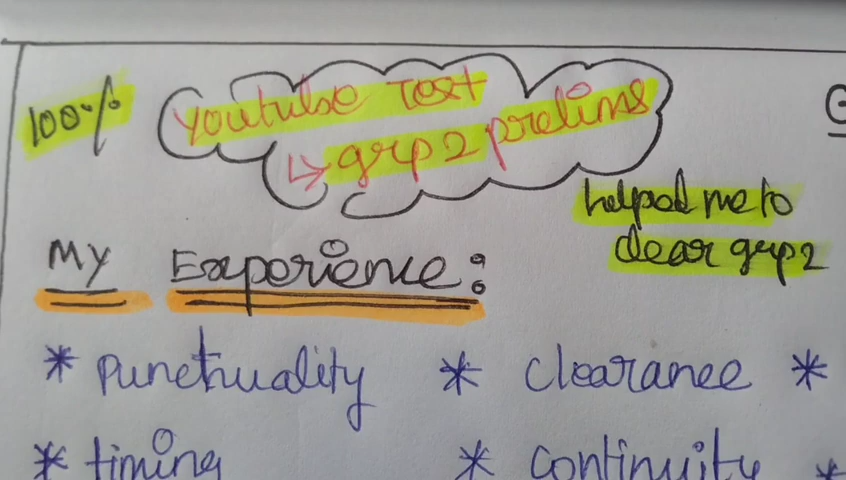 100% Youtube Test
↳ grp 2 prelims
helped me to
clear grp 2
My Experience:
* Punctuality * Clearance *
* timing * Continuity *